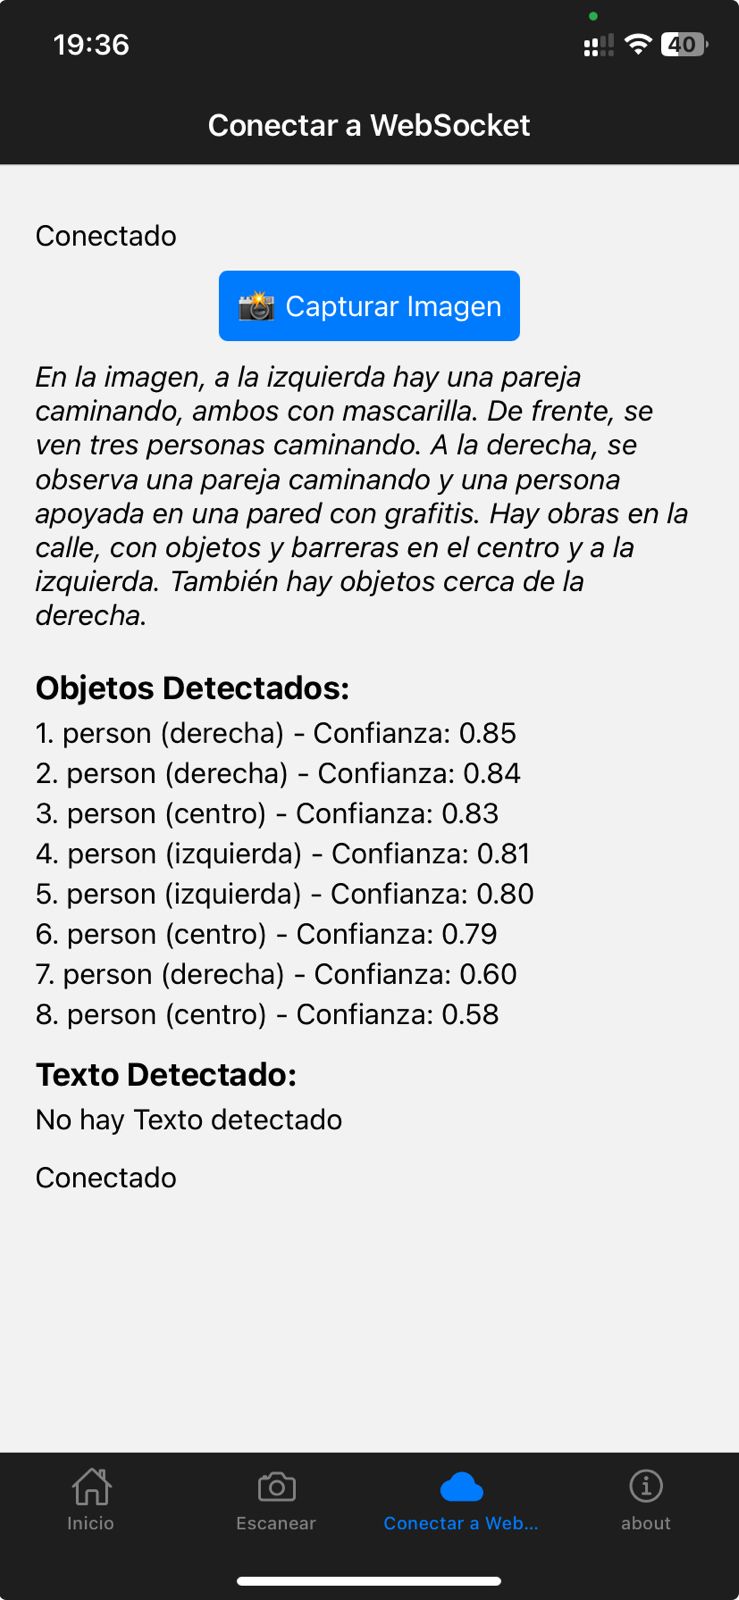 19:36
40
Conectar a WebSocket
Conectado
Capturar Imagen
En la imagen, a la izquierda hay una pareja
caminando, ambos con mascarilla. De frente, se
ven tres personas caminando. A la derecha, se
observa una pareja caminando y una persona
apoyada en una pared con grafitis. Hay obras en la
calle, con objetos y barreras en el centro y a la
izquierda. También hay objetos cerca de la
derecha.
Objetos Detectados:
1. person (derecha) - Confianza: 0.85
2. person (derecha) - Confianza: 0.84
3. person (centro) - Confianza: 0.83
4. person (izquierda) - Confianza: 0.81
5. person (izquierda) - Confianza: 0.80
6. person (centro) - Confianza: 0.79
7. person (derecha) - Confianza: 0.60
8. person (centro) - Confianza: 0.58
Texto Detectado:
No hay Texto detectado
Conectado
Inicio
Escanear
Conectar a Web...
about